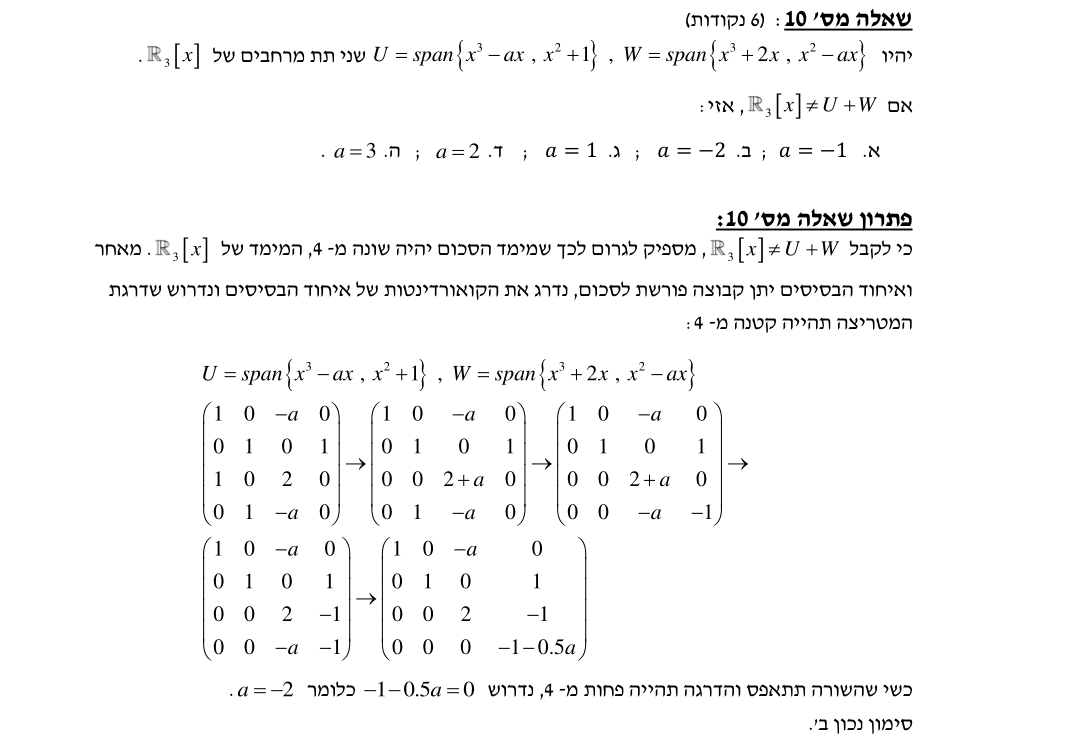 שאלה מס׳ 10 : (6 נקודות)
יהיו U = span{x³ − ax , x² + 1} , W = span{x³ + 2x , x² − ax} שני תת מרחבים של ℝ₃[x] .
אם ℝ₃[x] ≠ U + W , אזי :
א. a = −1 ; ב. a = −2 ; ג. a = 1 ; ד. a = 2 ; ה. a = 3 .
פתרון שאלה מס׳ 10:
כי לקבל ℝ₃[x] ≠ U + W , מספיק לגרום לכך שמימד הסכום יהיה שונה מ- 4, המימד של ℝ₃[x] . מאחר
ואיחוד הבסיסים יתן קבוצה פורשת לסכום, נדרג את הקואורדינטות של איחוד הבסיסים ונדרוש שדרגת
המטריצה תהייה קטנה מ- 4 :
U = span{x³ − ax , x² + 1} , W = span{x³ + 2x , x² − ax}
(1 0 −a 0) (1 0 −a 0) (1 0 −a 0)
(0 1 0 1) (0 1 0 1) (0 1 0 1)
(1 0 2 0) → (0 0 2+a 0) → (0 0 2+a 0) →
(0 1 −a 0) (0 1 −a 0) (0 0 −a −1)
(1 0 −a 0) (1 0 −a 0)
(0 1 0 1) (0 1 0 1)
(0 0 2 −1) → (0 0 2 −1)
(0 0 −a −1) (0 0 0 −1−0.5a)
כשי שהשורה תתאפס והדרגה תהייה פחות מ- 4, נדרוש −1−0.5a = 0 כלומר a = −2 .
סימון נכון ב׳.